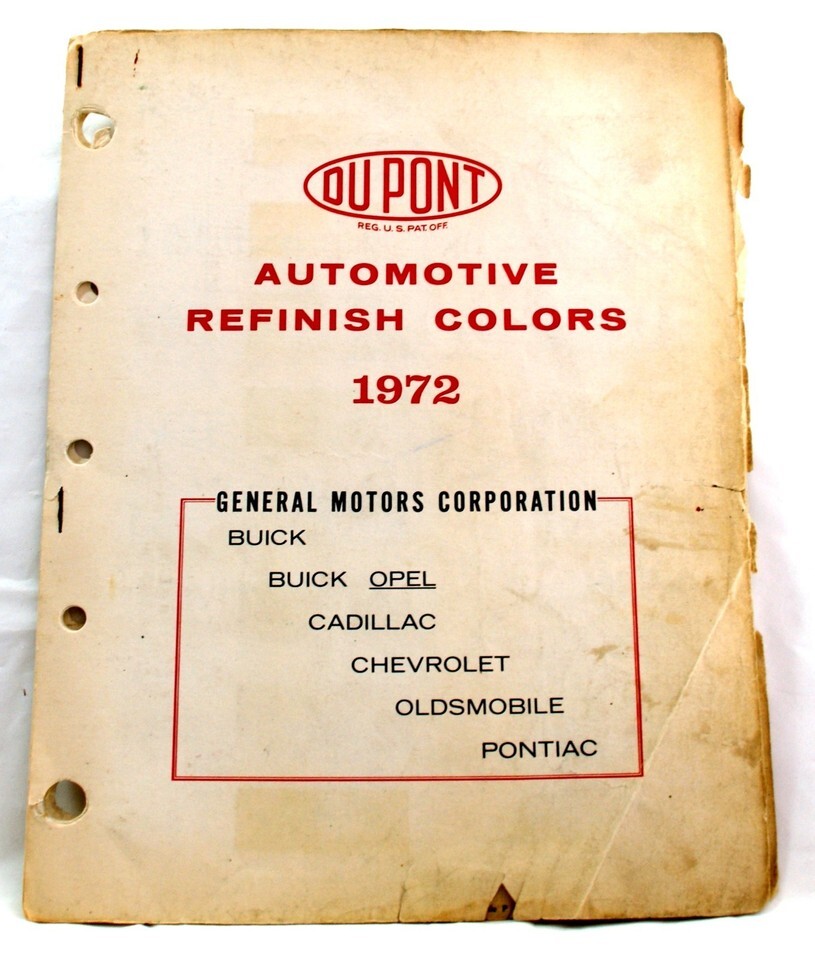 DU PONT
REG. U. S. PAT. OFF.
AUTOMOTIVE
REFINISH COLORS
1972
GENERAL MOTORS CORPORATION
BUICK
BUICK OPEL
CADILLAC
CHEVROLET
OLDSMOBILE
PONTIAC